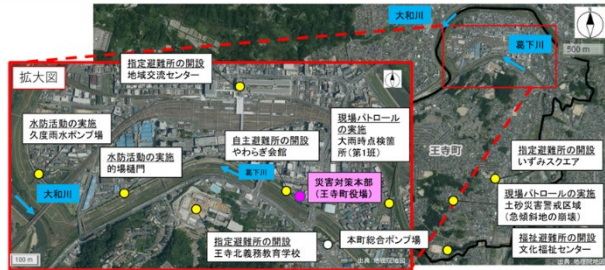 大和川
葛下川
500 m
拡大図
指定避難所の開設
地域交流センター
水防活動の実施
久度雨水ポンプ場
水防活動の実施
的場樋門
自主避難所の開設
やわらぎ会館
現場パトロール
の実施
大雨時点検箇
所(第1班)
大和川
葛下川
災害対策本部
(王寺町役場)
指定避難所の開設
王寺北義務教育学校
本町総合ポンプ場
100 m
出典:地理院地図
王寺町
指定避難所の開設
いずみスクエア
現場パトロールの実施
土砂災害警戒区域
(急傾斜地の崩壊)
福祉避難所の開設
文化福祉センター
出典:地理院地図